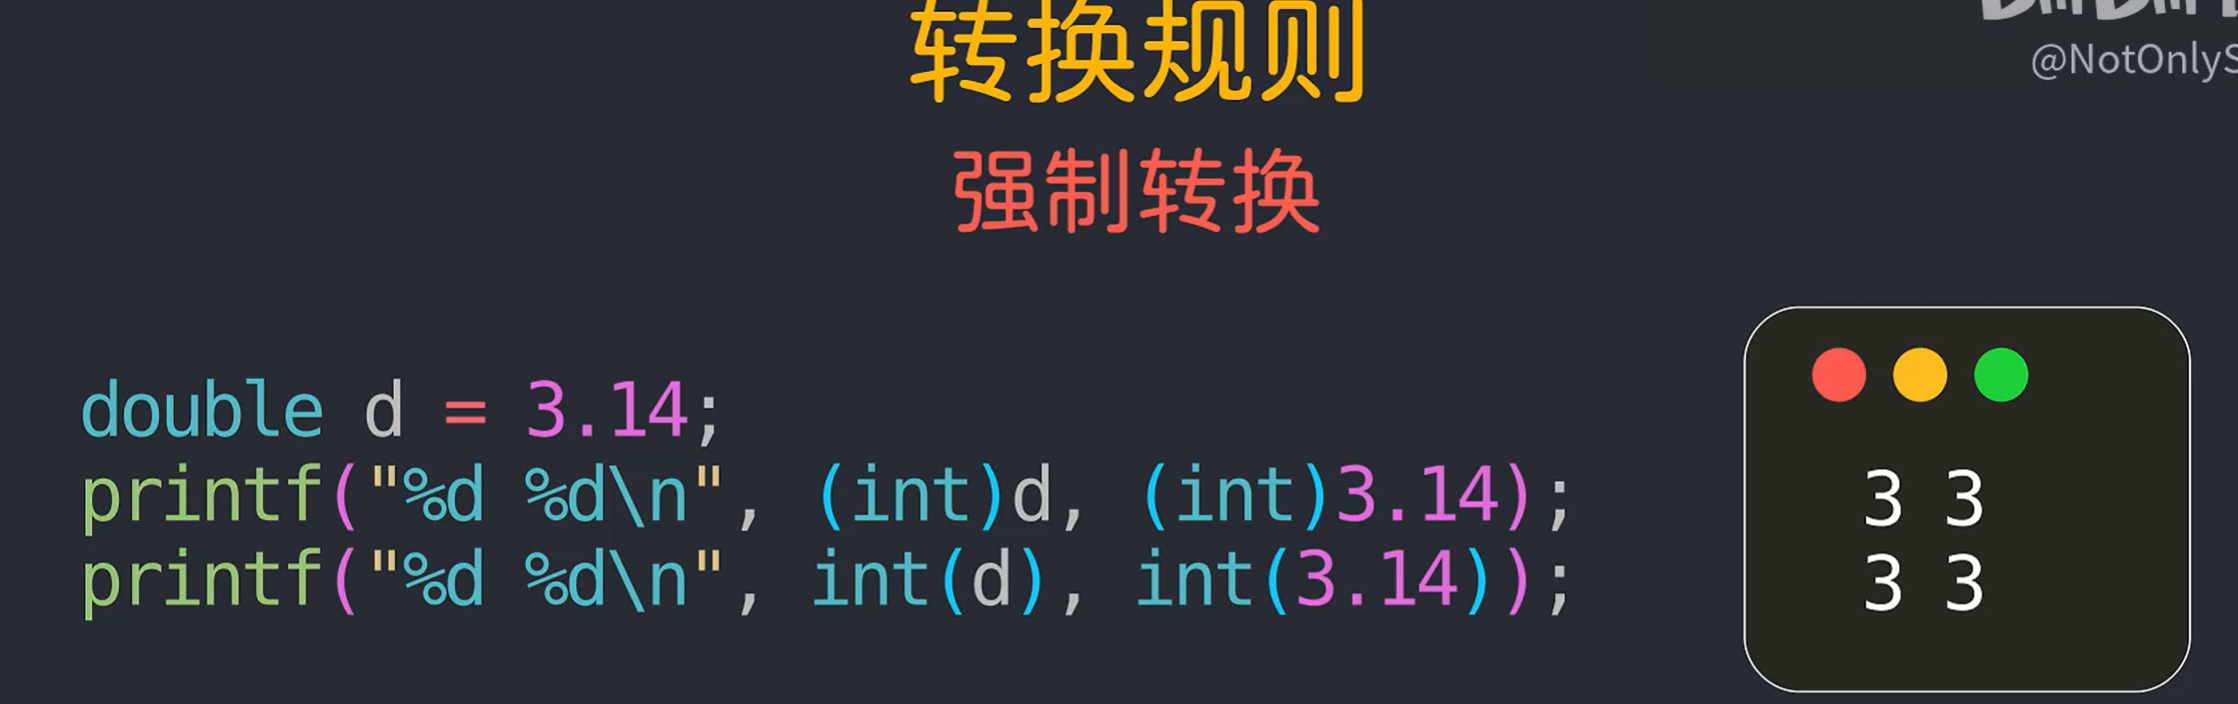 转换规则
@NotOnly
强制转换
double d = 3.14;
printf("%d %d\n", (int)d, (int)3.14);
printf("%d %d\n", int(d), int(3.14));
3 3
3 3